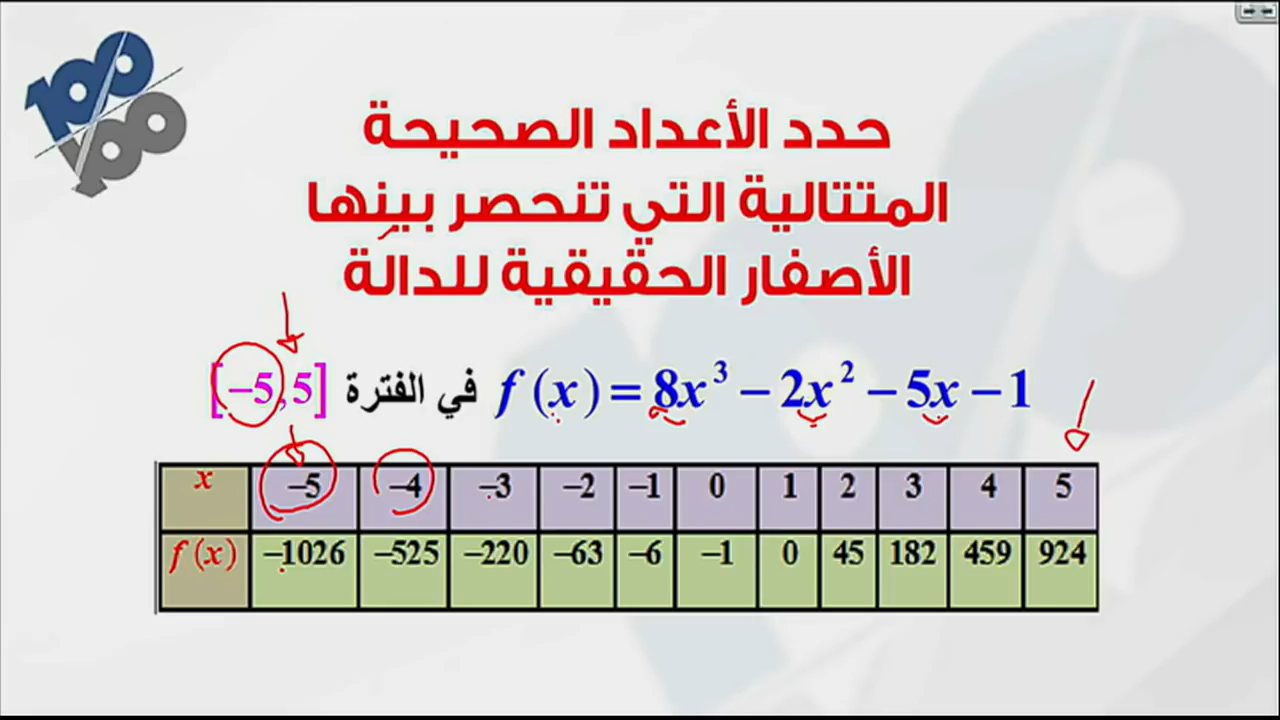 100
100
حدد الأعداد الصحيحة
المتتالية التي تنحصر بينها
الأصفار الحقيقية للدالة
f (x) = 8x³ − 2x² − 5x − 1 في الفترة [−5, 5]
x −5 −4 −3 −2 −1 0 1 2 3 4 5
f (x) −1026 −525 −220 −63 −6 −1 0 45 182 459 924